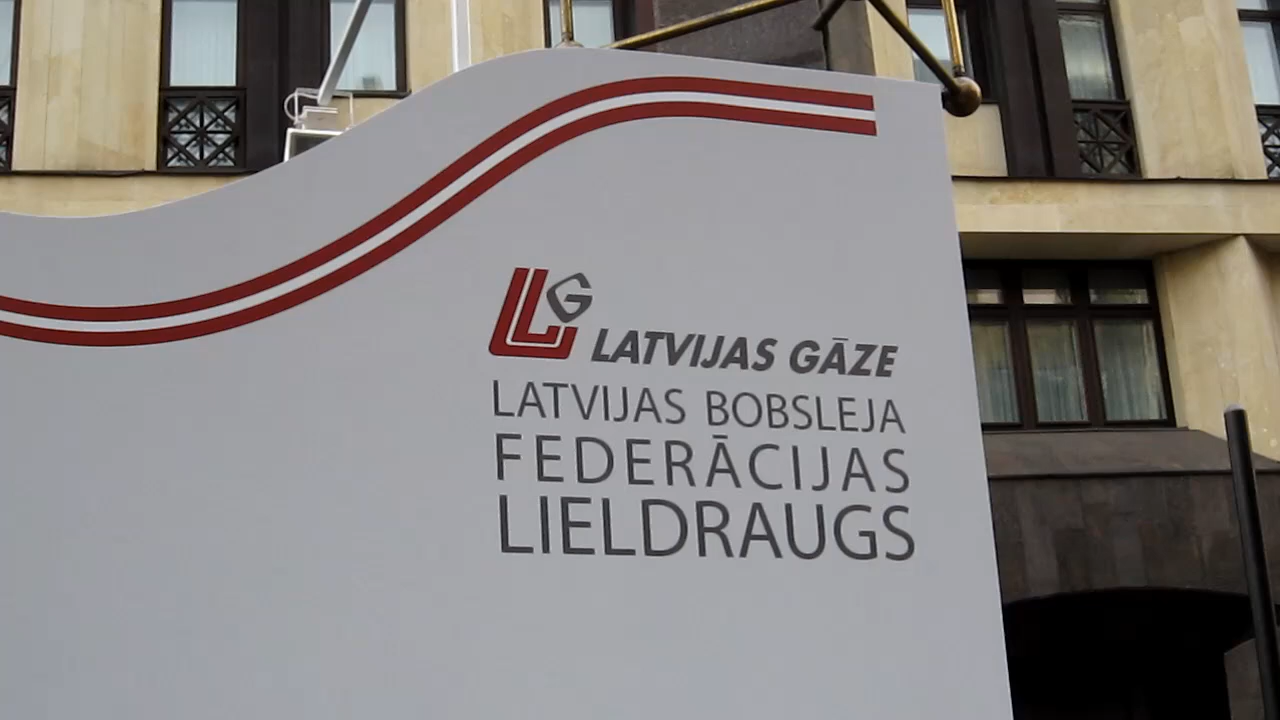 LG LATVIJAS GĀZE
LATVIJAS BOBSLEJA
FEDERĀCIJAS
LIELDRAUGS